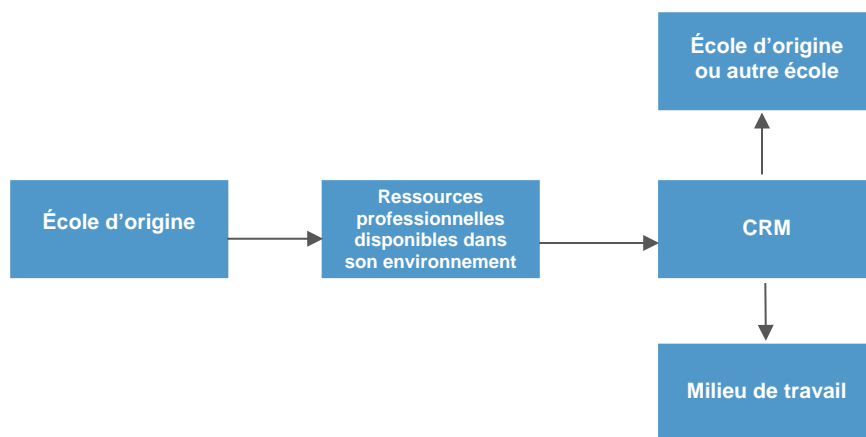 École d'origine
ou autre école
École d'origine
Ressources
professionnelles
disponibles dans
son environnement
CRM
Milieu de travail